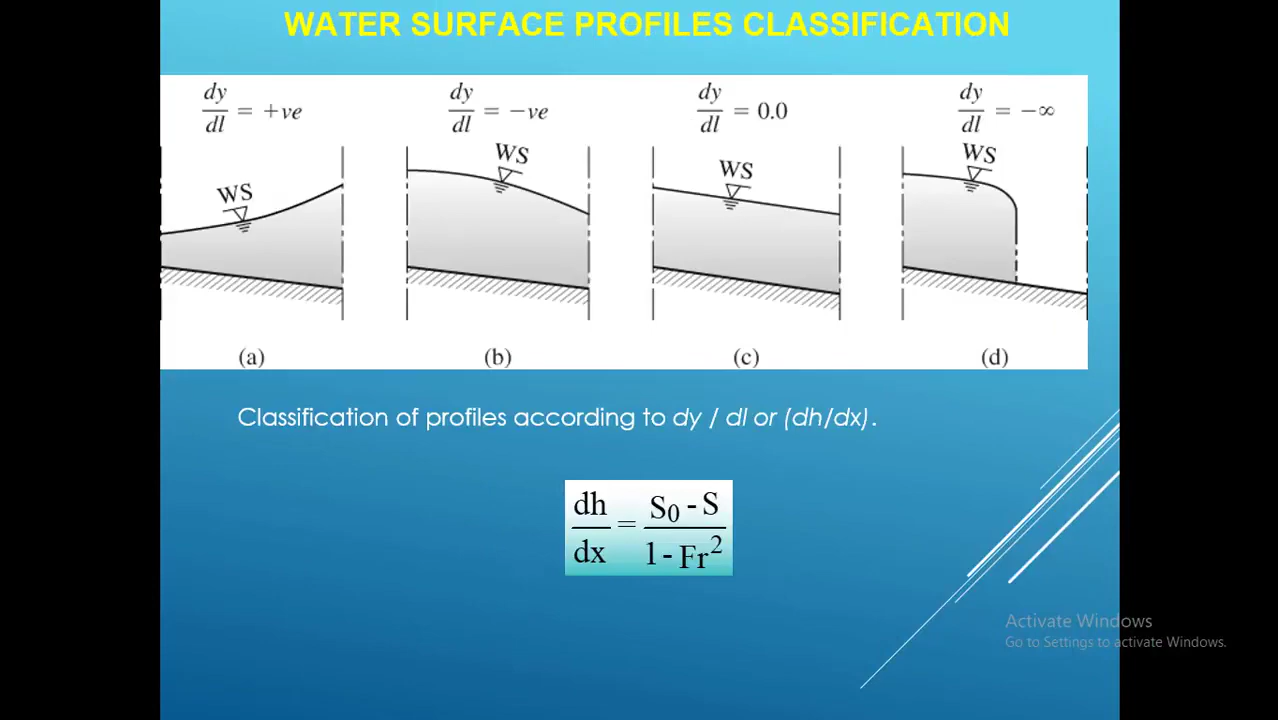 WATER SURFACE PROFILES CLASSIFICATION
dy/dl = +ve
dy/dl = −ve
dy/dl = 0.0
dy/dl = −∞
WS
WS
WS
WS
(a)
(b)
(c)
(d)
Classification of profiles according to dy / dl or (dh/dx).
dh/dx = S₀ - S / 1 - Fr²
Activate Windows
Go to Settings to activate Windows.